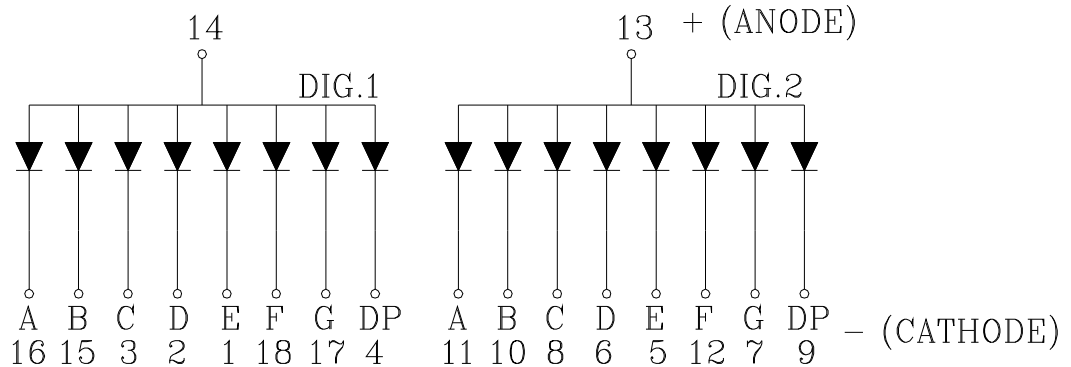 14 13 + (ANODE)
DIG.1 DIG.2
A B C D E F G DP A B C D E F G DP - (CATHODE)
16 15 3 2 1 18 17 4 11 10 8 6 5 12 7 9